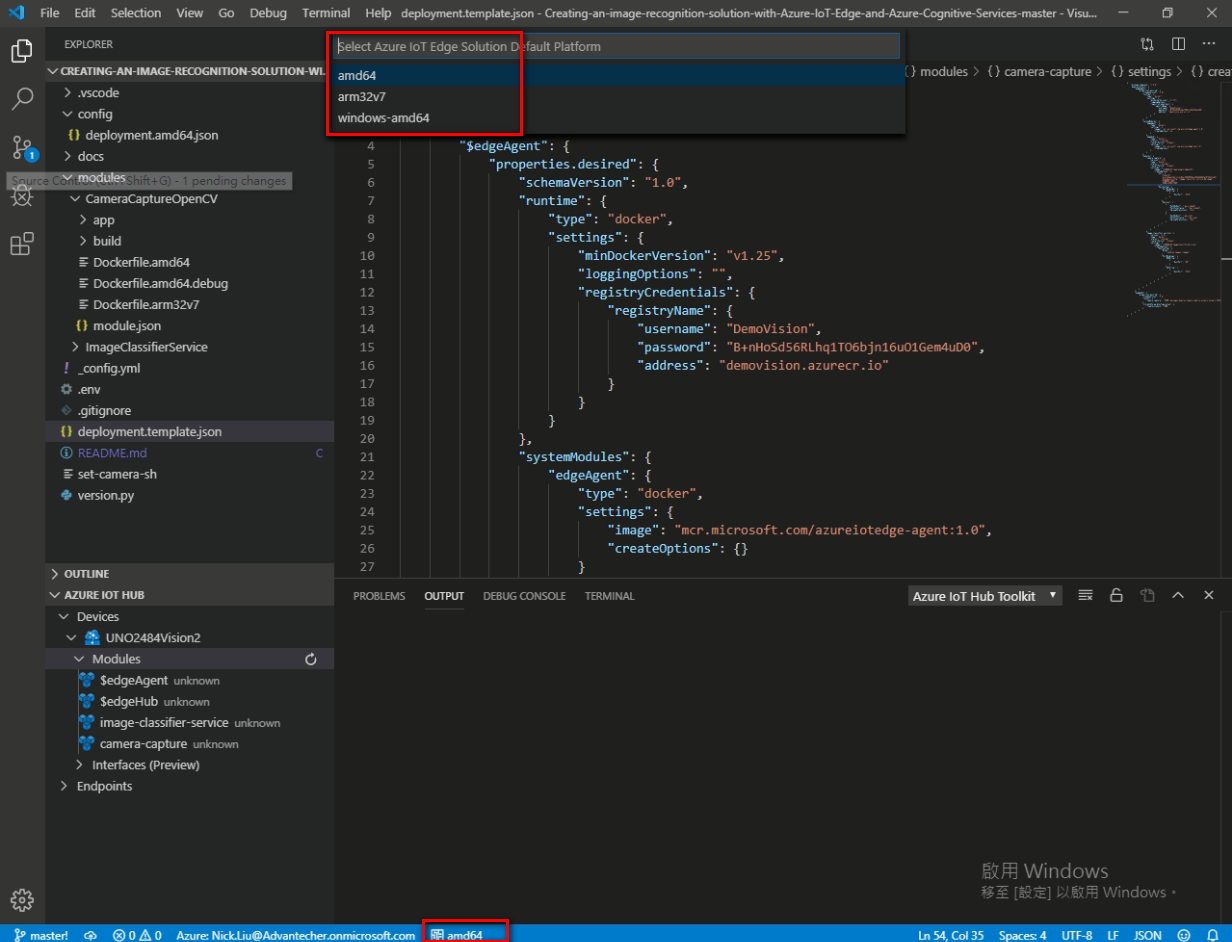 File Edit Selection View Go Debug Terminal Help deployment.template.json - Creating-an-image-recognition-solution-with-Azure-IoT-Edge-and-Azure-Cognitive-Services-master - Visu...
EXPLORER
CREATING-AN-IMAGE-RECOGNITION-SOLUTION-WI...
.vscode
config
deployment.amd64.json
docs
modules
Source Control (Ctrl+Shift+G) - 1 pending changes
CameraCaptureOpenCV
app
build
Dockerfile.amd64
Dockerfile.amd64.debug
Dockerfile.arm32v7
module.json
ImageClassifierService
_config.yml
.env
.gitignore
deployment.template.json
README.md C
set-camera-sh
version.py
OUTLINE
AZURE IOT HUB
Devices
UNO2484Vision2
Modules
$edgeAgent unknown
$edgeHub unknown
image-classifier-service unknown
camera-capture unknown
Interfaces (Preview)
Endpoints
Select Azure IoT Edge Solution Default Platform
amd64
arm32v7
windows-amd64
{} modules > {} camera-capture > {} settings > {} crea
4 "$edgeAgent": {
5 "properties.desired": {
6 "schemaVersion": "1.0",
7 "runtime": {
8 "type": "docker",
9 "settings": {
10 "minDockerVersion": "v1.25",
11 "loggingOptions": "",
12 "registryCredentials": {
13 "registryName": {
14 "username": "DemoVision",
15 "password": "B+nHoSd56RLhq1TO6bjn16uO1Gem4uD0",
16 "address": "demovision.azurecr.io"
17 }
18 }
19 }
20 },
21 "systemModules": {
22 "edgeAgent": {
23 "type": "docker",
24 "settings": {
25 "image": "mcr.microsoft.com/azureiotedge-agent:1.0",
26 "createOptions": {}
27 }
PROBLEMS OUTPUT DEBUG CONSOLE TERMINAL Azure IoT Hub Toolkit
啟用 Windows
移至 [設定] 以啟用 Windows。
master! 0 0 Azure: Nick.Liu@Advantecher.onmicrosoft.com amd64 Ln 54, Col 35 Spaces: 4 UTF-8 LF JSON